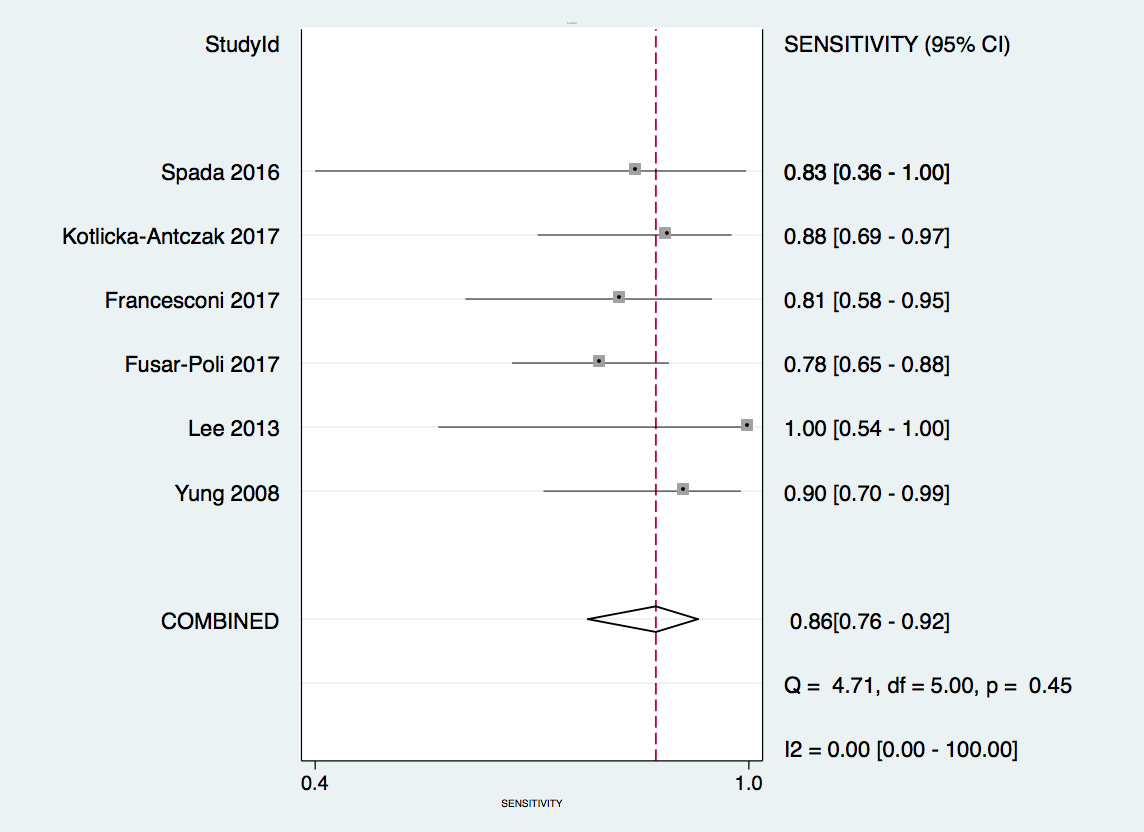 StudyId SENSITIVITY (95% CI)
Spada 2016 0.83 [0.36 - 1.00]
Kotlicka-Antczak 2017 0.88 [0.69 - 0.97]
Francesconi 2017 0.81 [0.58 - 0.95]
Fusar-Poli 2017 0.78 [0.65 - 0.88]
Lee 2013 1.00 [0.54 - 1.00]
Yung 2008 0.90 [0.70 - 0.99]
COMBINED 0.86[0.76 - 0.92]
Q = 4.71, df = 5.00, p = 0.45
I2 = 0.00 [0.00 - 100.00]
0.4 1.0
SENSITIVITY